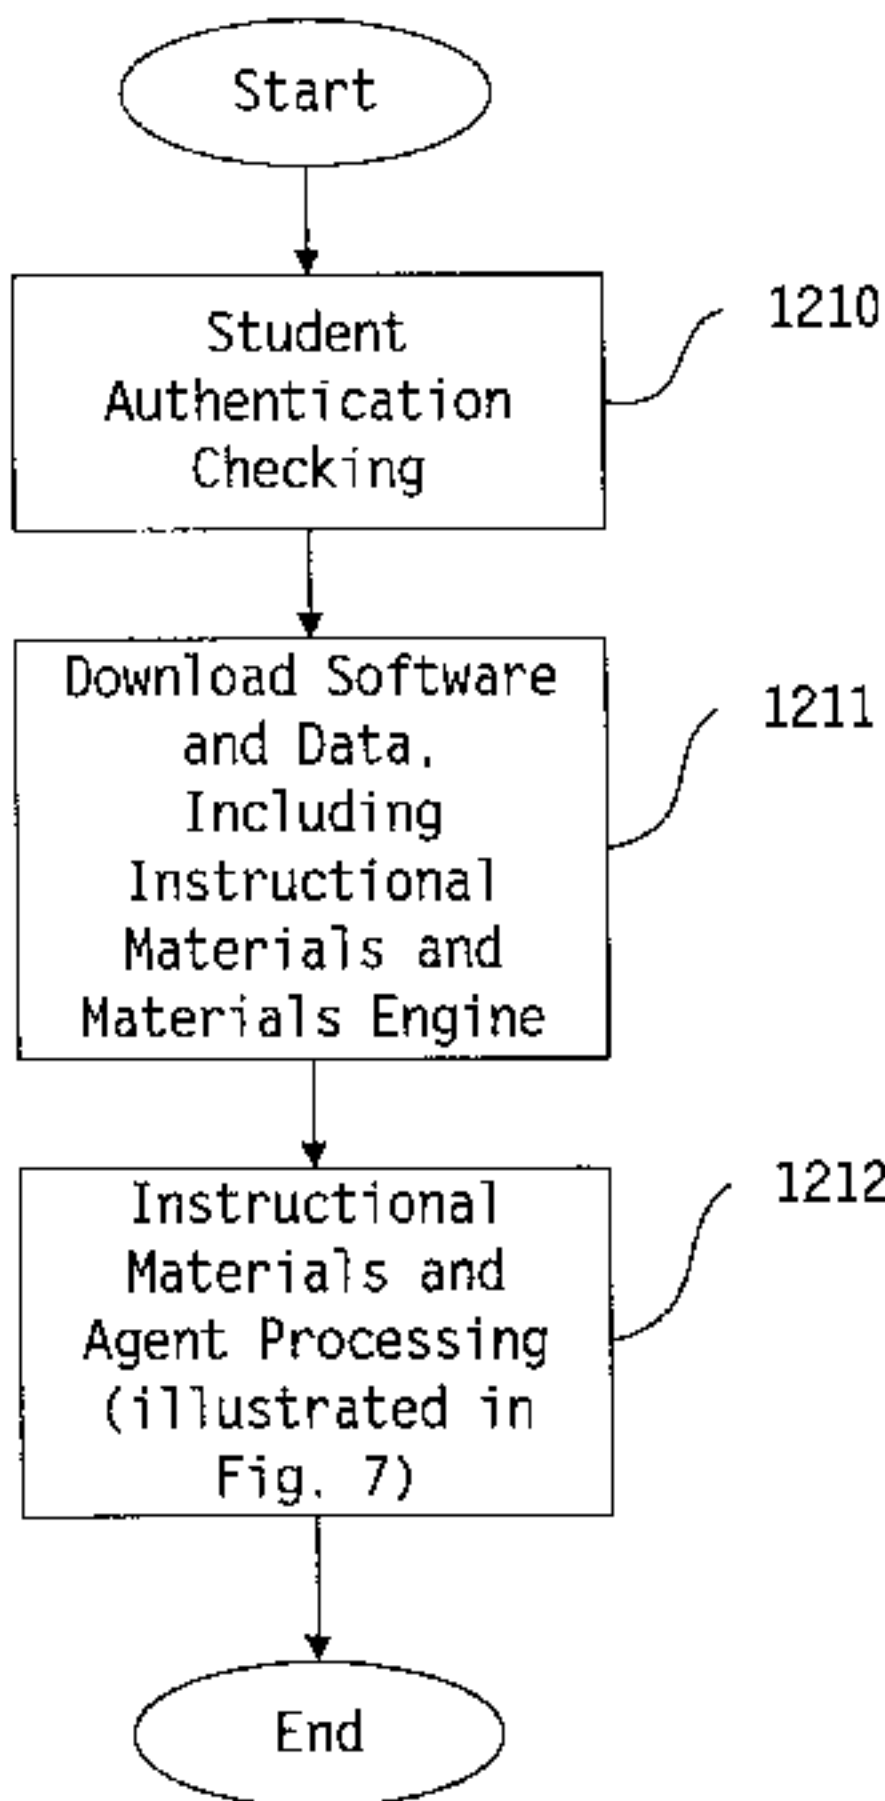 Start
Student
Authentication
Checking
1210
Download Software
and Data,
Including
Instructional
Materials and
Materials Engine
1211
Instructional
Materials and
Agent Processing
(illustrated in
Fig. 7)
1212
End